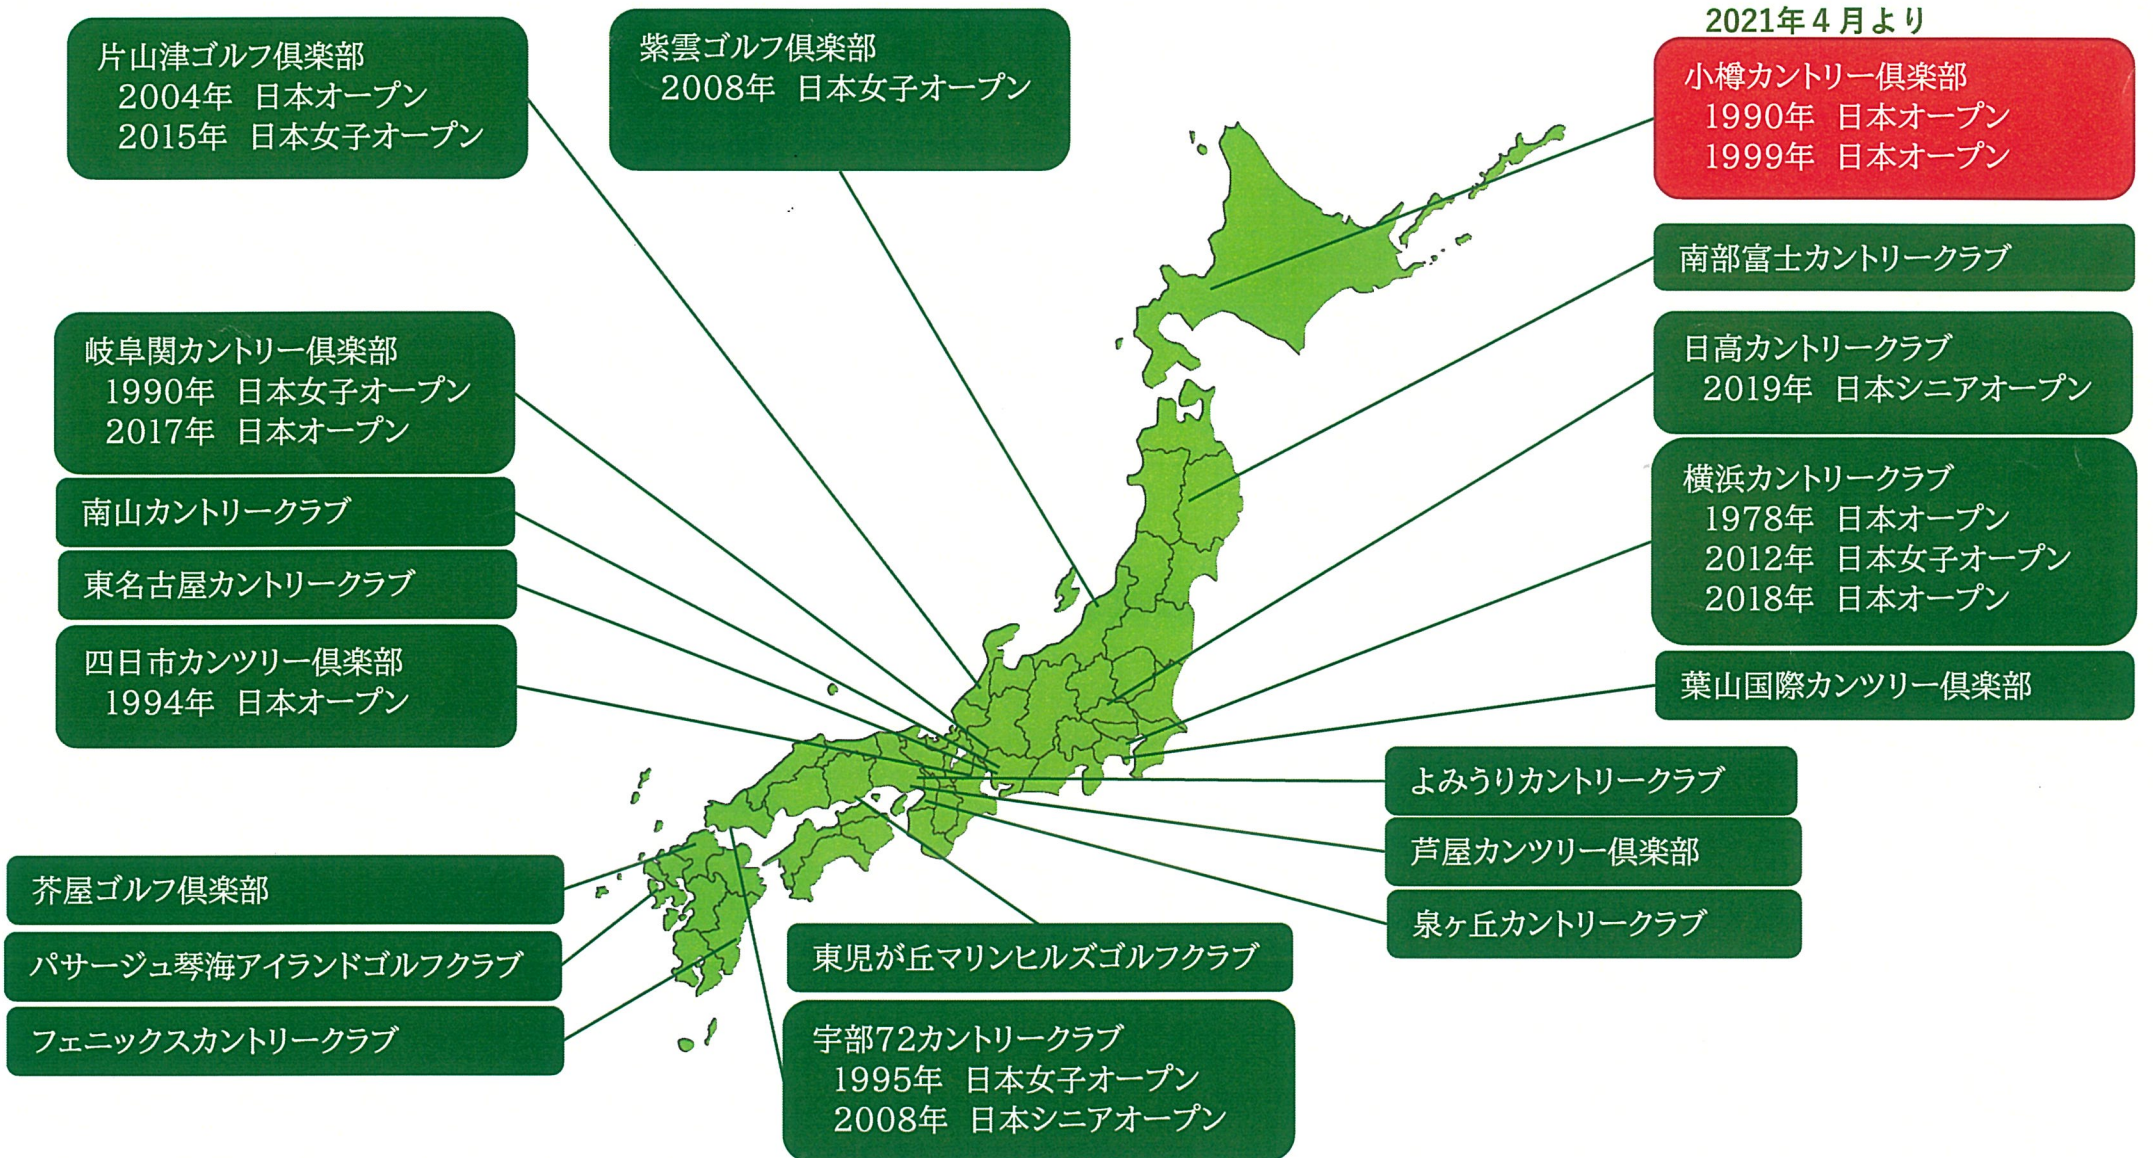 片山津ゴルフ倶楽部
2004年 日本オープン
2015年 日本女子オープン
紫雲ゴルフ倶楽部
2008年 日本女子オープン
2021年4月より
小樽カントリー倶楽部
1990年 日本オープン
1999年 日本オープン
南部富士カントリークラブ
日高カントリークラブ
2019年 日本シニアオープン
横浜カントリークラブ
1978年 日本オープン
2012年 日本女子オープン
2018年 日本オープン
葉山国際カンツリー倶楽部
岐阜関カントリー倶楽部
1990年 日本女子オープン
2017年 日本オープン
南山カントリークラブ
東名古屋カントリークラブ
四日市カンツリー倶楽部
1994年 日本オープン
よみうりカントリークラブ
芦屋カンツリー倶楽部
泉ヶ丘カントリークラブ
芥屋ゴルフ倶楽部
パサージュ琴海アイランドゴルフクラブ
フェニックスカントリークラブ
東児が丘マリンヒルズゴルフクラブ
宇部72カントリークラブ
1995年 日本女子オープン
2008年 日本シニアオープン